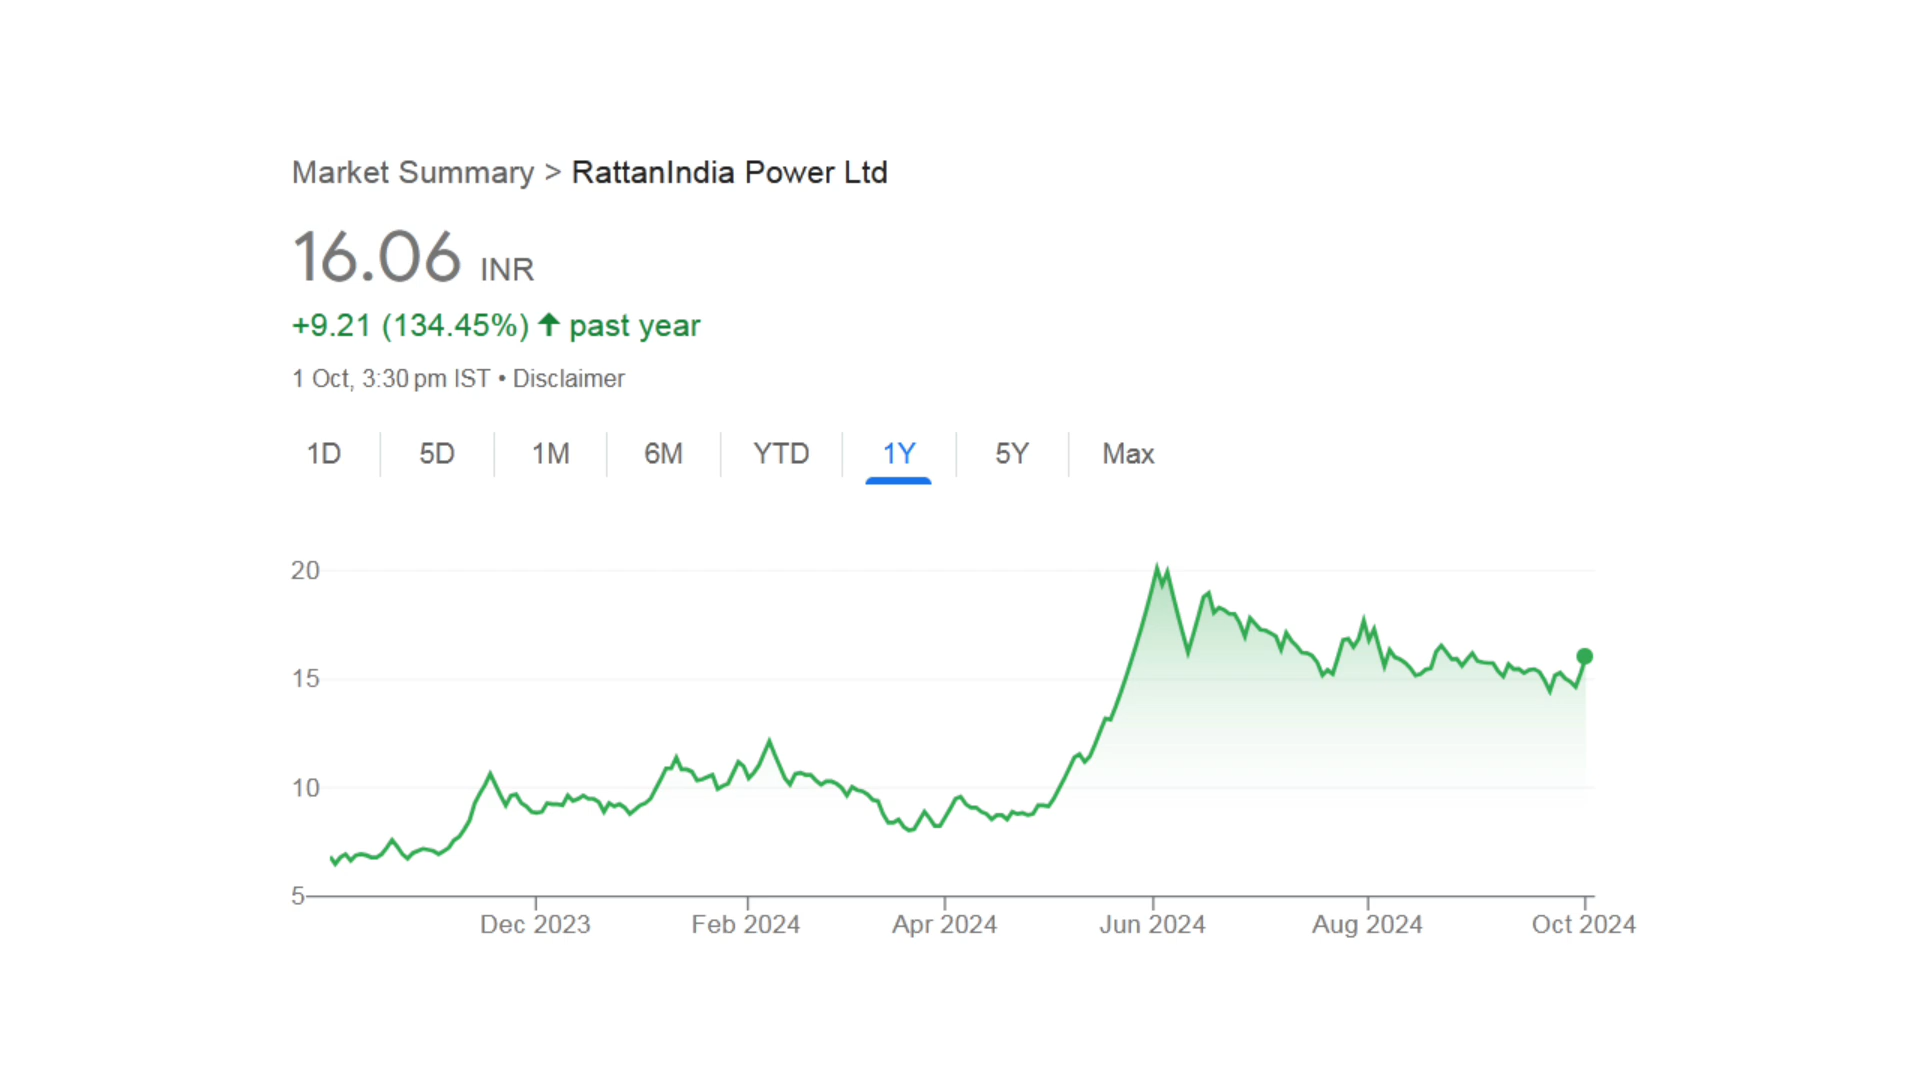 Market Summary > RattanIndia Power Ltd
16.06 INR
+9.21 (134.45%) ↑ past year
1 Oct, 3:30 pm IST • Disclaimer
1D 5D 1M 6M YTD 1Y 5Y Max
20
15
10
5
Dec 2023 Feb 2024 Apr 2024 Jun 2024 Aug 2024 Oct 2024